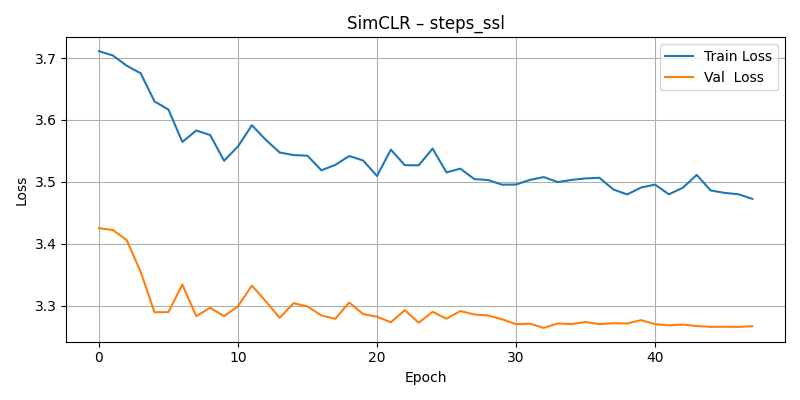 SimCLR – steps_ssl
Train Loss
Val  Loss
Loss
3.7
3.6
3.5
3.4
3.3
0
10
20
30
40
Epoch